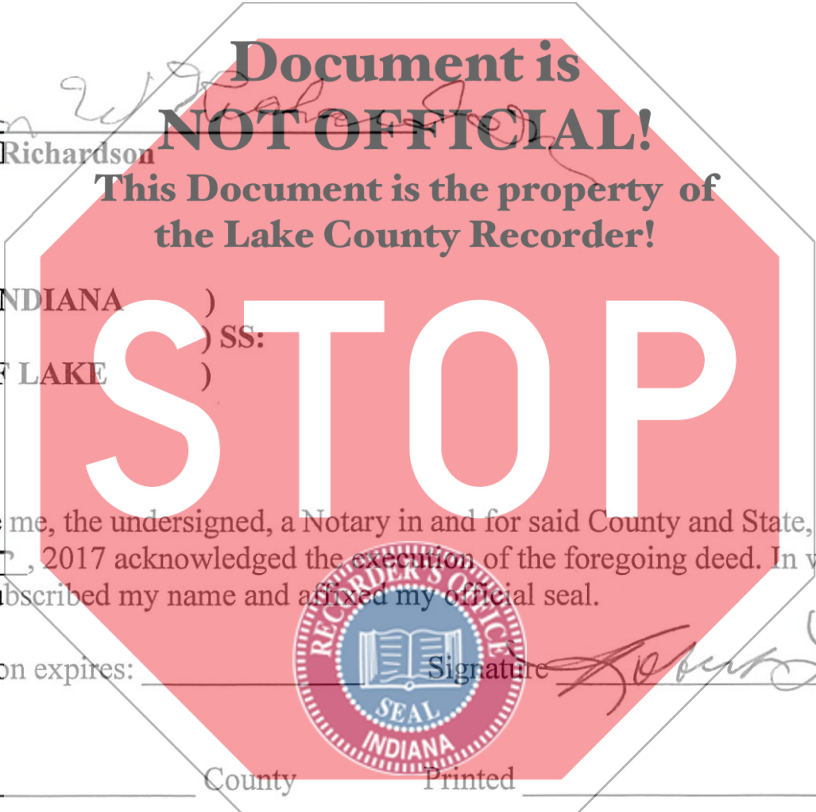 Document is
NOT OFFICIAL!
Richardson
This Document is the property of
the Lake County Recorder!
NDIANA )
) SS:
F LAKE )
STOP
me, the undersigned, a Notary in and for said County and State,
, 2017 acknowledged the execution of the foregoing deed. In
bscribed my name and affixed my official seal.
RECORDER'S OFFICE
SEAL
INDIANA
on expires: Signature Robert
County Printed